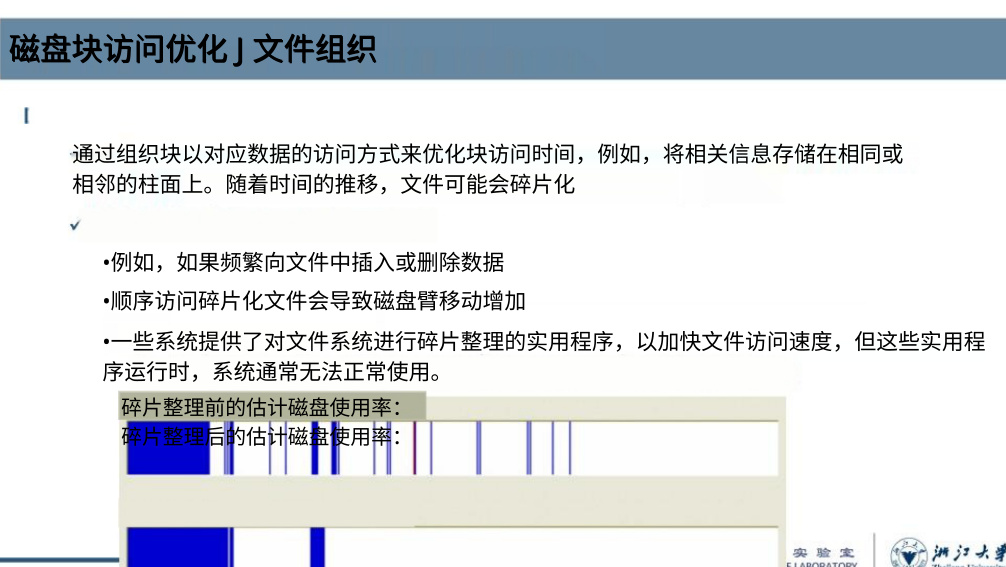 磁盘块访问优化 J 文件组织
通过组织块以对应数据的访问方式来优化块访问时间，例如，将相关信息存储在相同或
相邻的柱面上。随着时间的推移，文件可能会碎片化
•例如，如果频繁向文件中插入或删除数据
•顺序访问碎片化文件会导致磁盘臂移动增加
•一些系统提供了对文件系统进行碎片整理的实用程序，以加快文件访问速度，但这些实用程
序运行时，系统通常无法正常使用。
碎片整理前的估计磁盘使用率：
碎片整理后的估计磁盘使用率：
实验室
浙江大学
LABORATORY